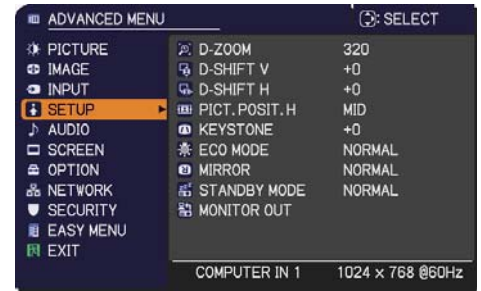 ADVANCED MENU : SELECT
PICTURE D-ZOOM 320
IMAGE D-SHIFT V +0
INPUT D-SHIFT H +0
SETUP PICT. POSIT. H MID
AUDIO KEYSTONE +0
SCREEN ECO MODE NORMAL
OPTION MIRROR NORMAL
NETWORK STANDBY MODE NORMAL
SECURITY MONITOR OUT
EASY MENU
EXIT
COMPUTER IN 1 1024 × 768 @60Hz